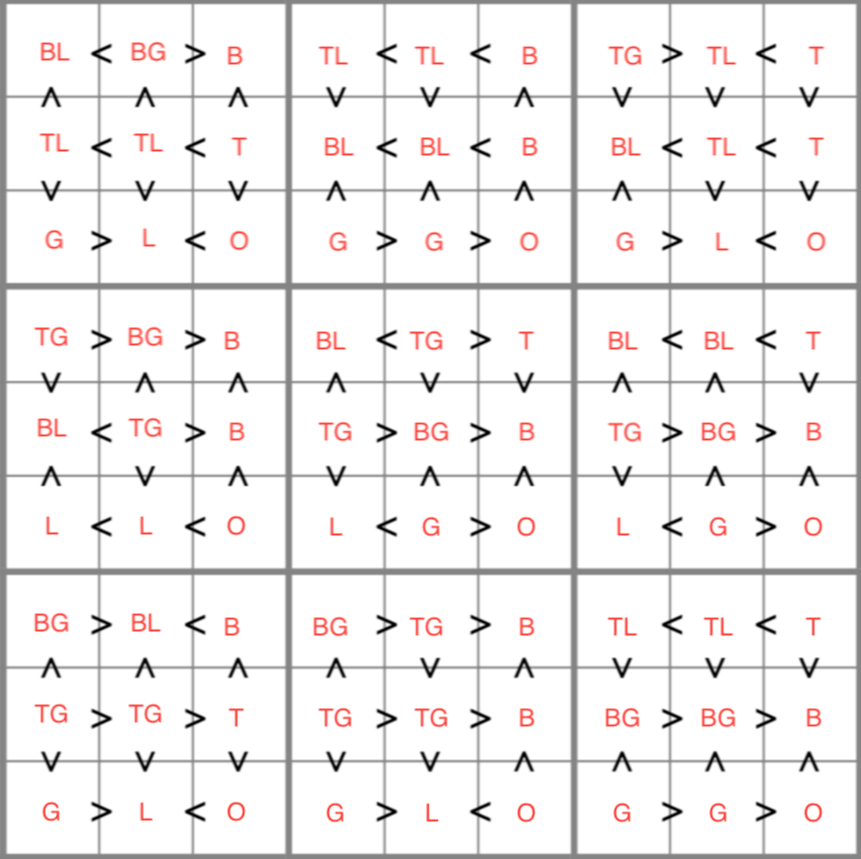 BL < BG > B TL < TL < B TG > TL < T
∧ ∧ ∧ ∨ ∨ ∧ ∨ ∨ ∨
TL < TL < T BL < BL < B BL < TL < T
∨ ∨ ∨ ∧ ∧ ∧ ∧ ∨ ∨
G > L < O G > G > O G > L < O
TG > BG > B BL < TG > T BL < BL < T
∨ ∧ ∧ ∧ ∨ ∨ ∧ ∧ ∨
BL < TG > B TG > BG > B TG > BG > B
∧ ∨ ∧ ∨ ∧ ∧ ∨ ∧ ∧
L < L < O L < G > O L < G > O
BG > BL < B BG > TG > B TL < TL < T
∧ ∧ ∧ ∧ ∨ ∧ ∨ ∨ ∨
TG > TG > T TG > TG > B BG > BG > B
∨ ∨ ∨ ∨ ∨ ∧ ∧ ∧ ∧
G > L < O G > L < O G > G > O